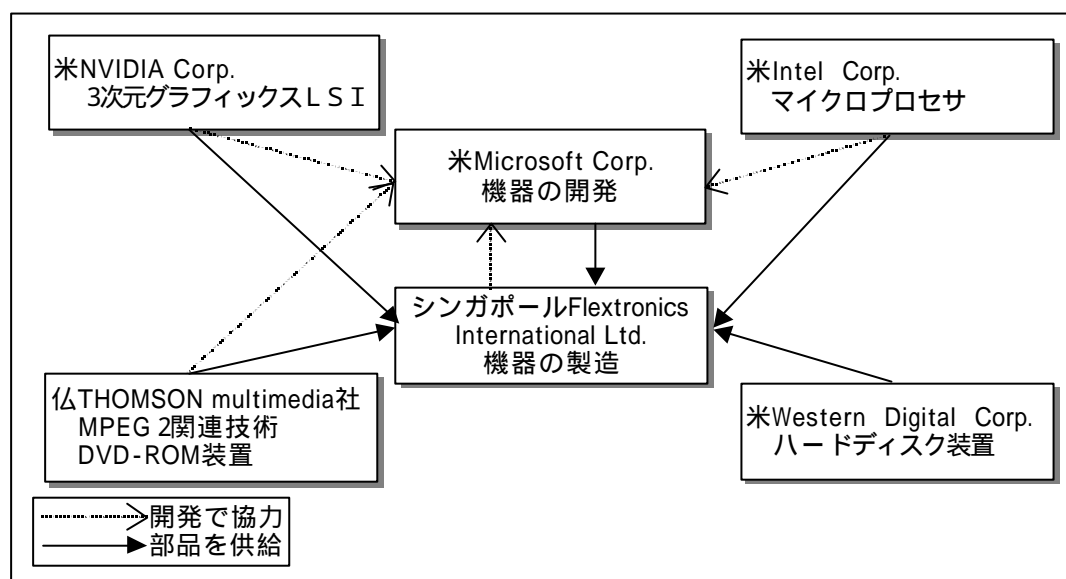 米NVIDIA Corp.
3次元グラフィックスＬＳＩ
米Intel Corp.
マイクロプロセサ
米Microsoft Corp.
機器の開発
シンガポールFlextronics
International Ltd.
機器の製造
仏THOMSON multimedia社
MPEG 2関連技術
DVD-ROM装置
米Western Digital Corp.
ハードディスク装置
開発で協力
部品を供給